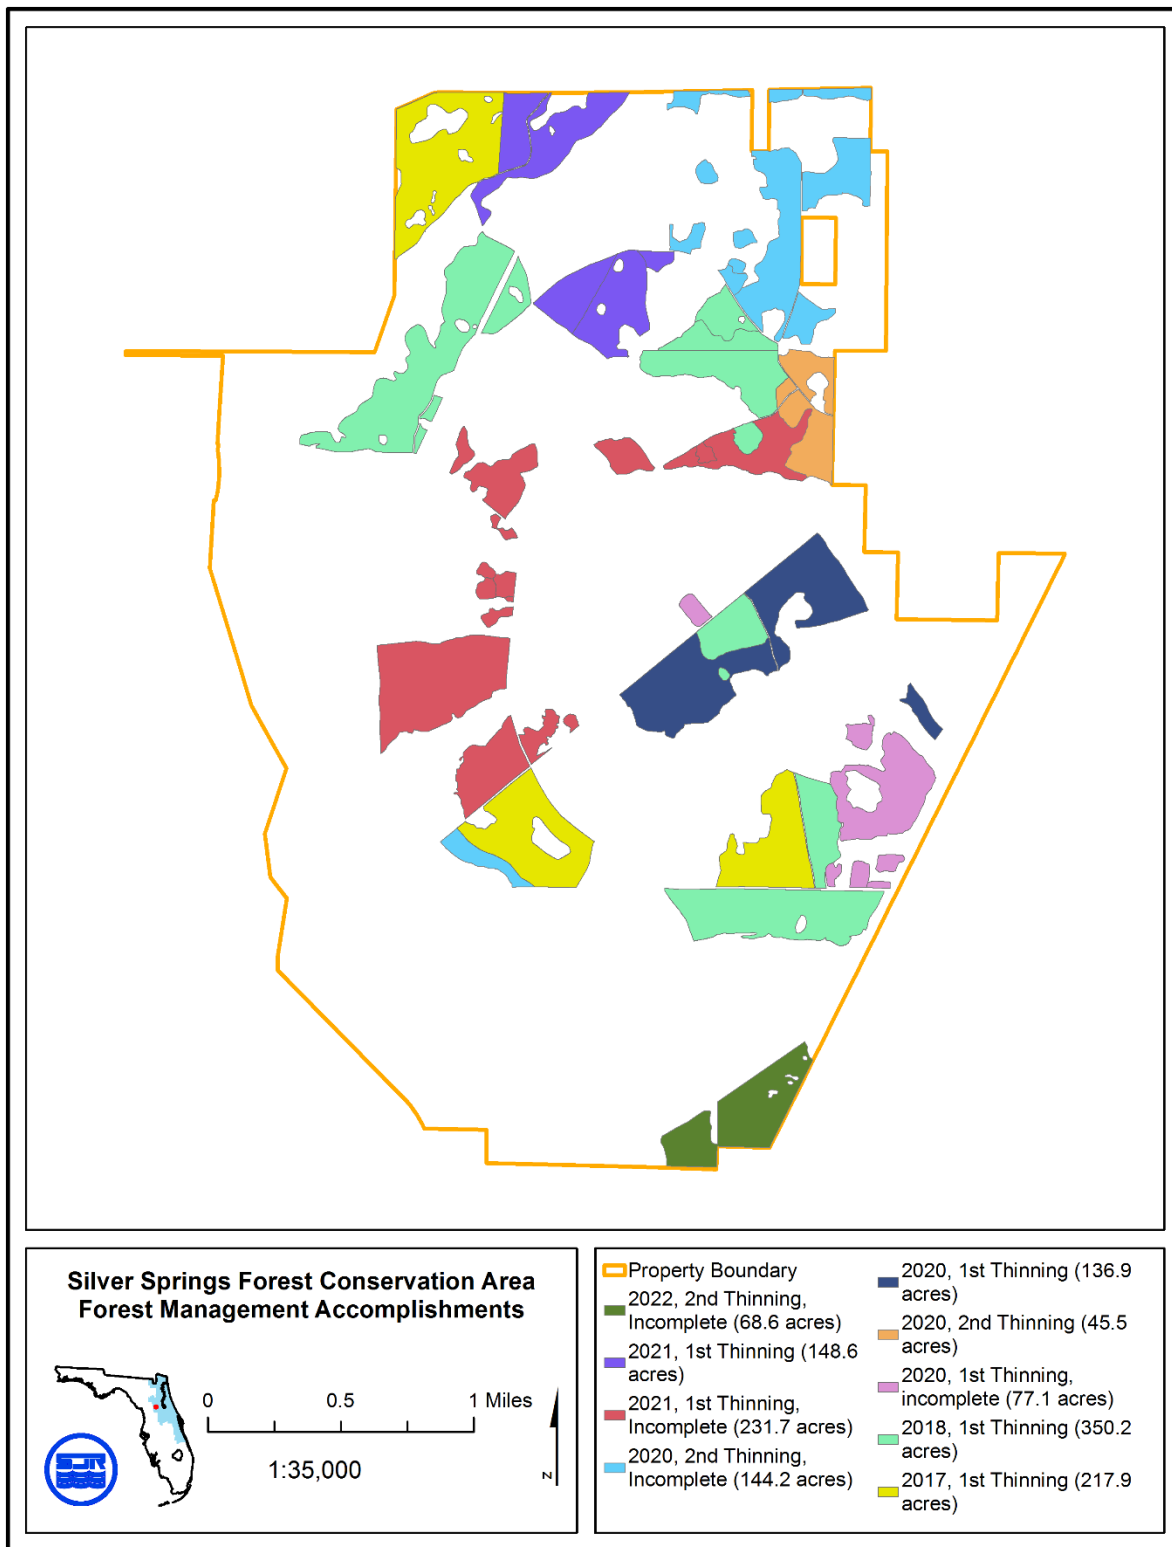 Silver Springs Forest Conservation Area
Forest Management Accomplishments
0 0.5 1 Miles
1:35,000
N
SJR
Property Boundary
2022, 2nd Thinning,
Incomplete (68.6 acres)
2021, 1st Thinning (148.6
acres)
2021, 1st Thinning,
Incomplete (231.7 acres)
2020, 2nd Thinning,
Incomplete (144.2 acres)
2020, 1st Thinning (136.9
acres)
2020, 2nd Thinning (45.5
acres)
2020, 1st Thinning,
incomplete (77.1 acres)
2018, 1st Thinning (350.2
acres)
2017, 1st Thinning (217.9
acres)